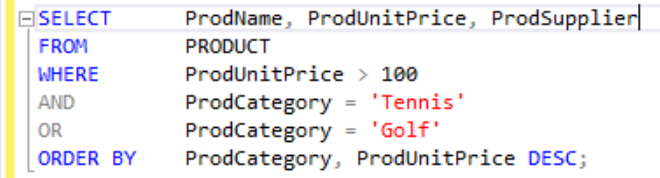 SELECT ProdName, ProdUnitPrice, ProdSupplier
FROM PRODUCT
WHERE ProdUnitPrice > 100
AND ProdCategory = 'Tennis'
OR ProdCategory = 'Golf'
ORDER BY ProdCategory, ProdUnitPrice DESC;